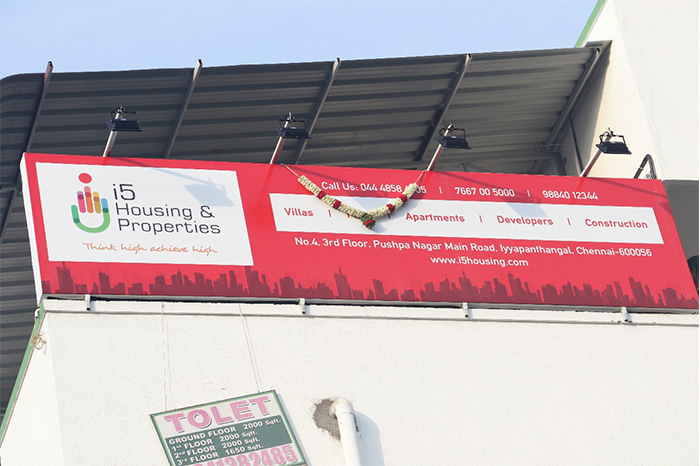 i5
Housing &
Properties
Think high achieve high
Call Us: 044 4858 | 7667 00 5000 | 98840 12344
Villas | Apartments | Developers | Construction
No.4, 3rd Floor, Pushpa Nagar Main Road, Iyyapanthangal, Chennai-600056
www.i5housing.com
TOLET
GROUND FLOOR 2000 Sqft.
1st FLOOR 2000 Sqft.
2nd FLOOR 2000 Sqft.
3rd FLOOR 1650 Sqft.